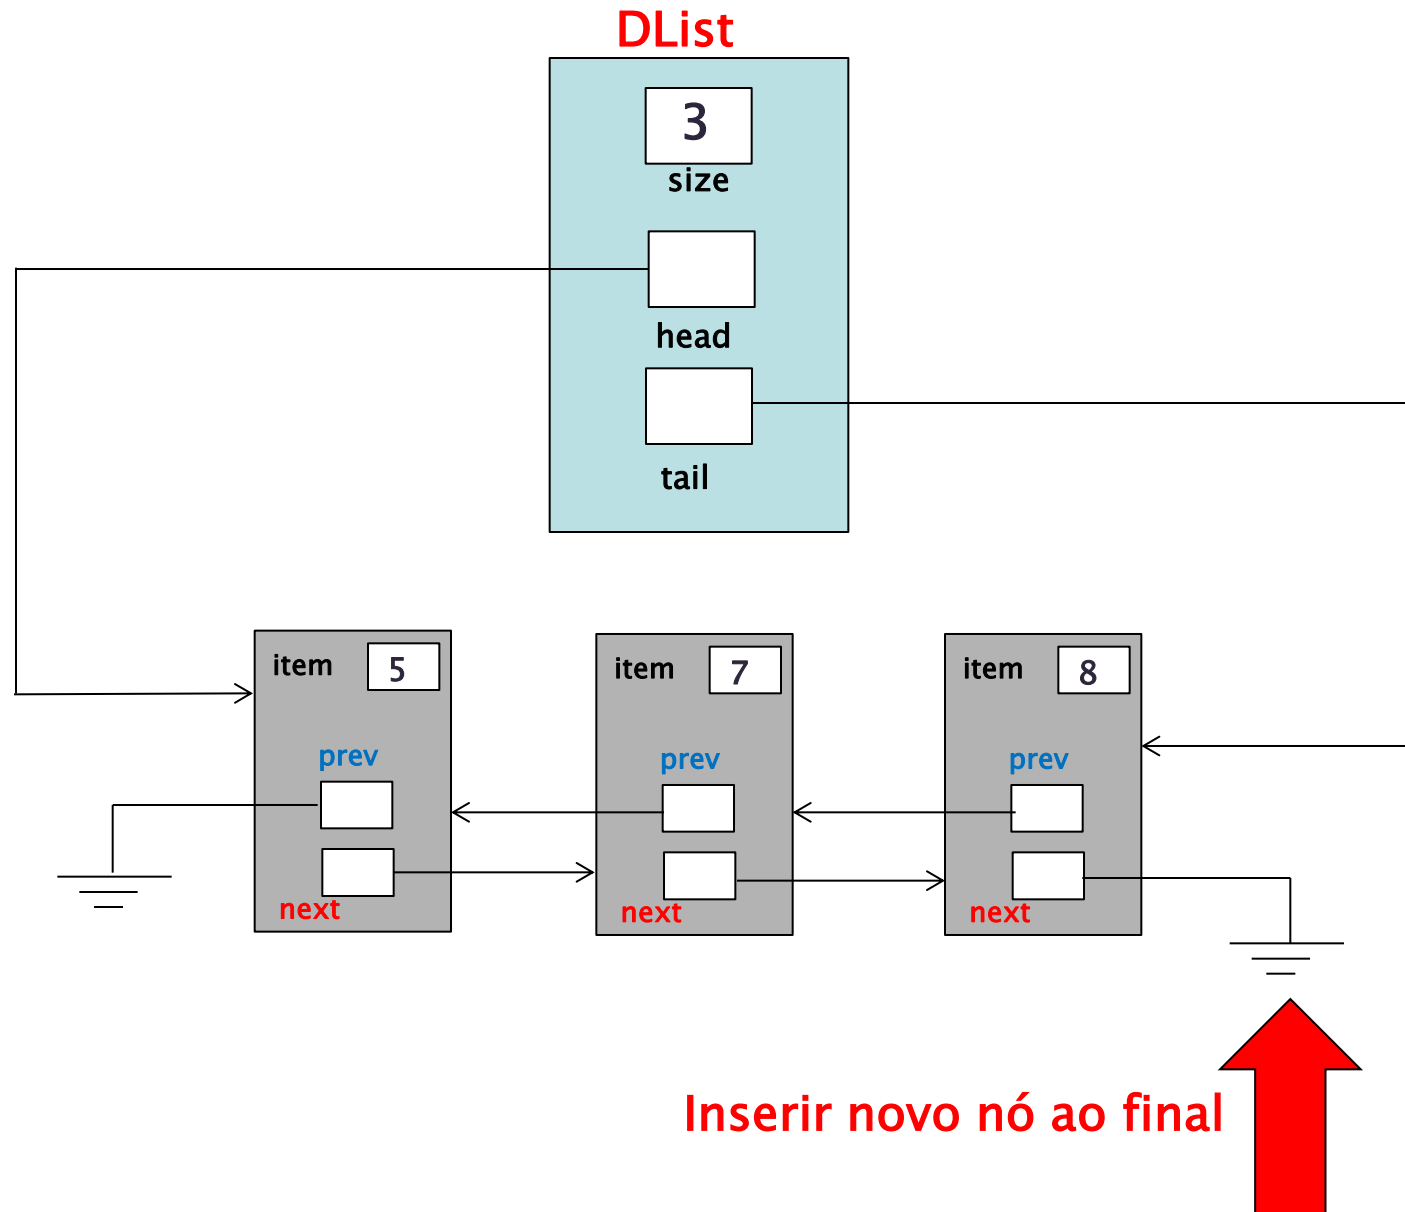 DList
3
size
head
tail
item 5
item 7
item 8
prev
prev
prev
next
next
next
Inserir novo nó ao final